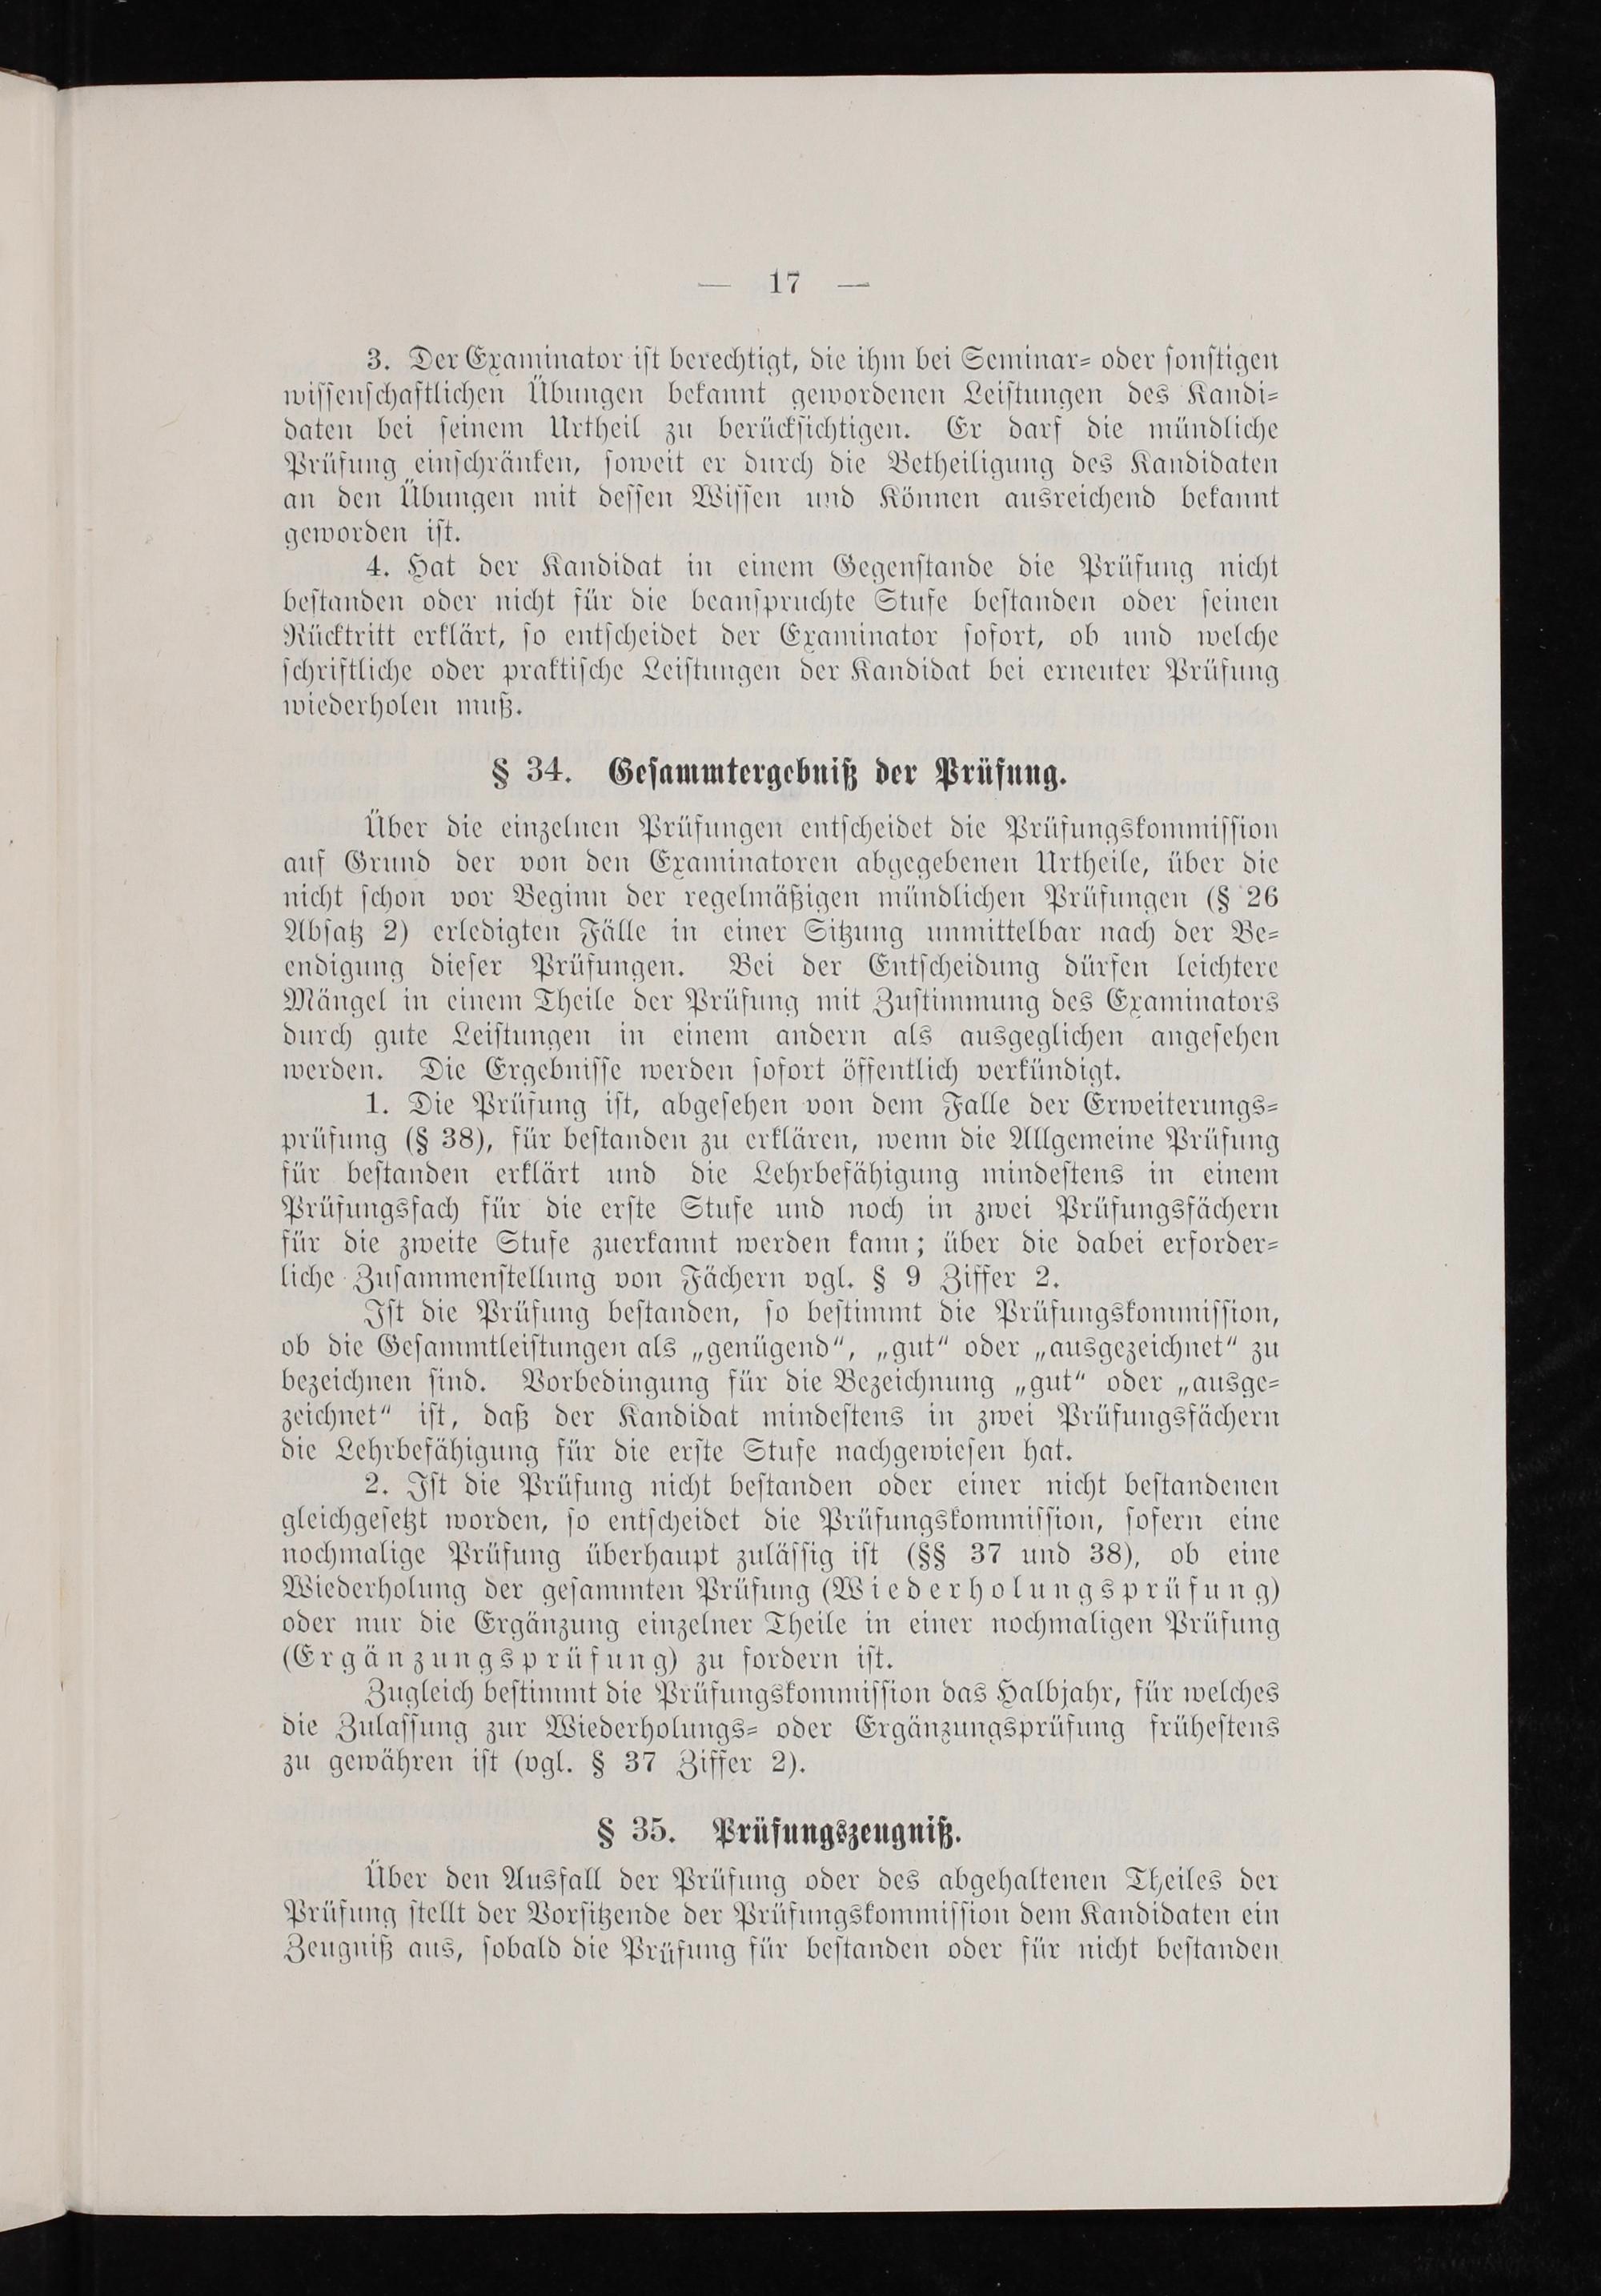 — 17 —
3. Der Examinator ist berechtigt, die ihm bei Seminar- oder sonstigen
wissenschaftlichen Übungen bekannt gewordenen Leistungen des Kandi-
daten bei seinem Urtheil zu berücksichtigen. Er darf die mündliche
Prüfung einschränken, soweit er durch die Betheiligung des Kandidaten
an den Übungen mit dessen Wissen und Können ausreichend bekannt
geworden ist.
4. Hat der Kandidat in einem Gegenstande die Prüfung nicht
bestanden oder nicht für die beanspruchte Stufe bestanden oder seinen
Rücktritt erklärt, so entscheidet der Examinator sofort, ob und welche
schriftliche oder praktische Leistungen der Kandidat bei erneuter Prüfung
wiederholen muß.
§ 34. Gesammtergebniß der Prüfung.
Über die einzelnen Prüfungen entscheidet die Prüfungskommission
auf Grund der von den Examinatoren abgegebenen Urtheile, über die
nicht schon vor Beginn der regelmäßigen mündlichen Prüfungen (§ 26
Absatz 2) erledigten Fälle in einer Sitzung unmittelbar nach der Be-
endigung dieser Prüfungen. Bei der Entscheidung dürfen leichtere
Mängel in einem Theile der Prüfung mit Zustimmung des Examinators
durch gute Leistungen in einem andern als ausgeglichen angesehen
werden. Die Ergebnisse werden sofort öffentlich verkündigt.
1. Die Prüfung ist, abgesehen von dem Falle der Erweiterungs-
prüfung (§ 38), für bestanden zu erklären, wenn die Allgemeine Prüfung
für bestanden erklärt und die Lehrbefähigung mindestens in einem
Prüfungsfach für die erste Stufe und noch in zwei Prüfungsfächern
für die zweite Stufe zuerkannt werden kann; über die dabei erforder-
liche Zusammenstellung von Fächern vgl. § 9 Ziffer 2.
Ist die Prüfung bestanden, so bestimmt die Prüfungskommission,
ob die Gesammtleistungen als „genügend“, „gut“ oder „ausgezeichnet“ zu
bezeichnen sind. Vorbedingung für die Bezeichnung „gut“ oder „ausge-
zeichnet“ ist, daß der Kandidat mindestens in zwei Prüfungsfächern
die Lehrbefähigung für die erste Stufe nachgewiesen hat.
2. Ist die Prüfung nicht bestanden oder einer nicht bestandenen
gleichgesetzt worden, so entscheidet die Prüfungskommission, sofern eine
nochmalige Prüfung überhaupt zulässig ist (§§ 37 und 38), ob eine
Wiederholung der gesammten Prüfung (Wiederholungsprüfung)
oder nur die Ergänzung einzelner Theile in einer nochmaligen Prüfung
(Ergänzungsprüfung) zu fordern ist.
Zugleich bestimmt die Prüfungskommission das Halbjahr, für welches
die Zulassung zur Wiederholungs- oder Ergänzungsprüfung frühestens
zu gewähren ist (vgl. § 37 Ziffer 2).
§ 35. Prüfungszeugniß.
Über den Ausfall der Prüfung oder des abgehaltenen Theiles der
Prüfung stellt der Vorsitzende der Prüfungskommission dem Kandidaten ein
Zeugniß aus, sobald die Prüfung für bestanden oder für nicht bestanden